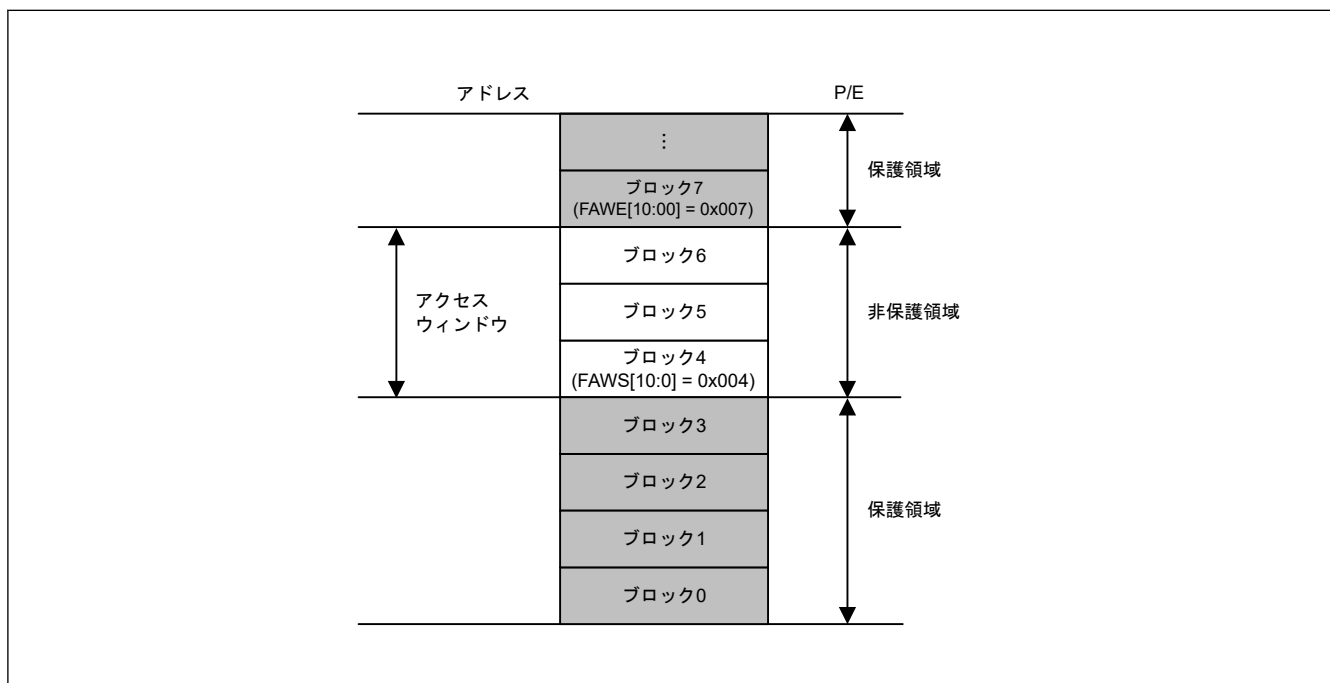 アドレス
P/E
⋮
ブロック7
(FAWE[10:00] = 0x007)
保護領域
ブロック6
アクセス
ウィンドウ
ブロック5
非保護領域
ブロック4
(FAWS[10:0] = 0x004)
ブロック3
ブロック2
保護領域
ブロック1
ブロック0